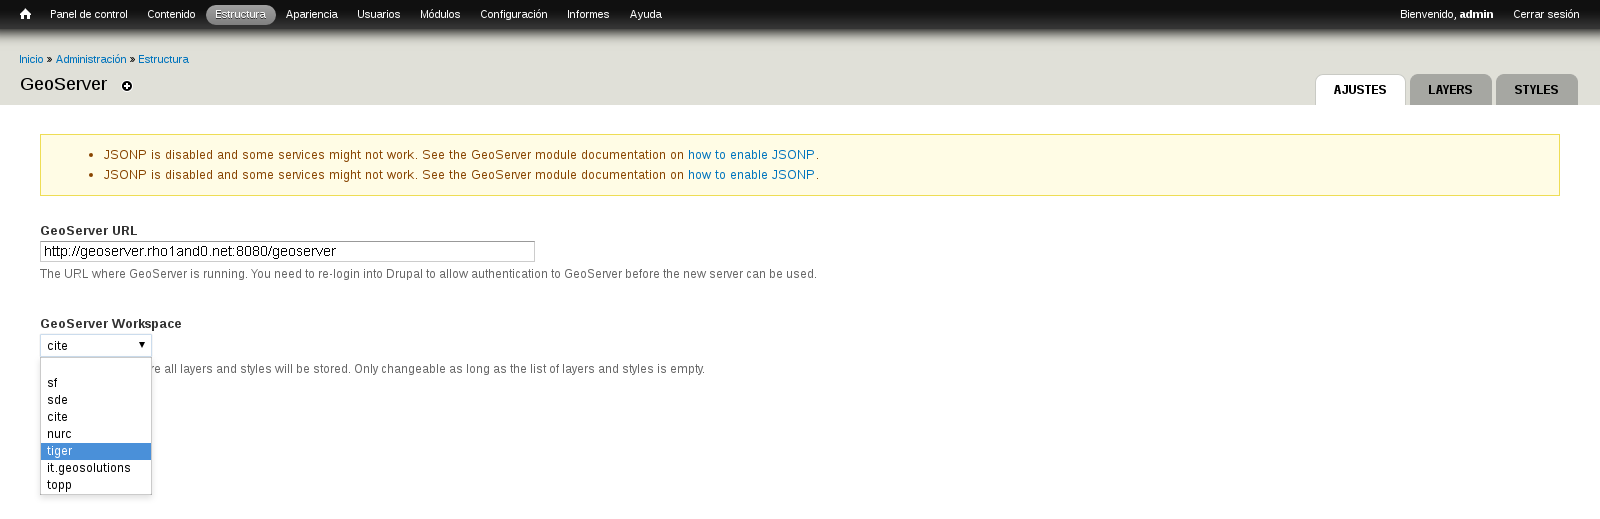 Panel de control Contenido Estructura Apariencia Usuarios Módulos Configuración Informes Ayuda Bienvenido, admin Cerrar sesión
Inicio » Administración » Estructura
GeoServer
AJUSTES LAYERS STYLES
• JSONP is disabled and some services might not work. See the GeoServer module documentation on how to enable JSONP.
• JSONP is disabled and some services might not work. See the GeoServer module documentation on how to enable JSONP.
GeoServer URL
http://geoserver.rho1and0.net:8080/geoserver
The URL where GeoServer is running. You need to re-login into Drupal to allow authentication to GeoServer before the new server can be used.
GeoServer Workspace
cite
all layers and styles will be stored. Only changeable as long as the list of layers and styles is empty.
sf
sde
cite
nurc
tiger
it.geosolutions
topp